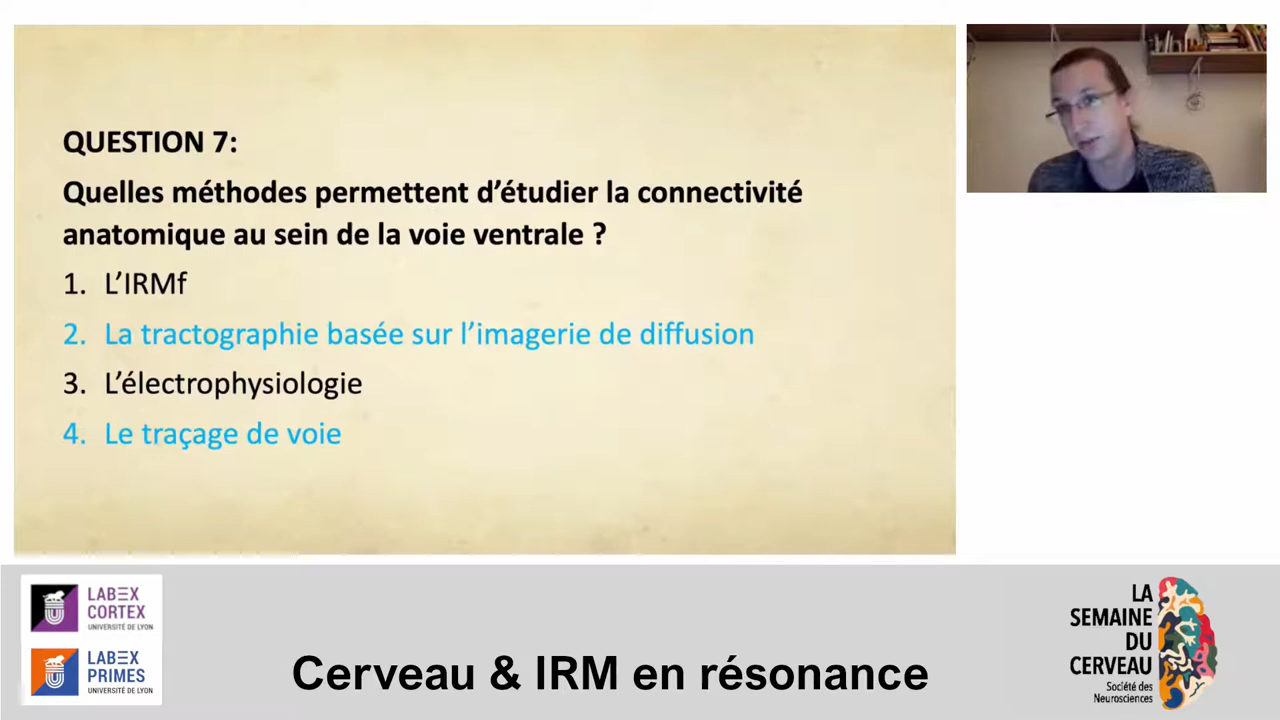 QUESTION 7:
Quelles méthodes permettent d’étudier la connectivité
anatomique au sein de la voie ventrale ?
1. L’IRMf
2. La tractographie basée sur l’imagerie de diffusion
3. L’électrophysiologie
4. Le traçage de voie
LABEX
CORTEX
UNIVERSITÉ DE LYON
LABEX
PRIMES
UNIVERSITÉ DE LYON
Cerveau & IRM en résonance
LA
SEMAINE
DU
CERVEAU
Société des
Neurosciences